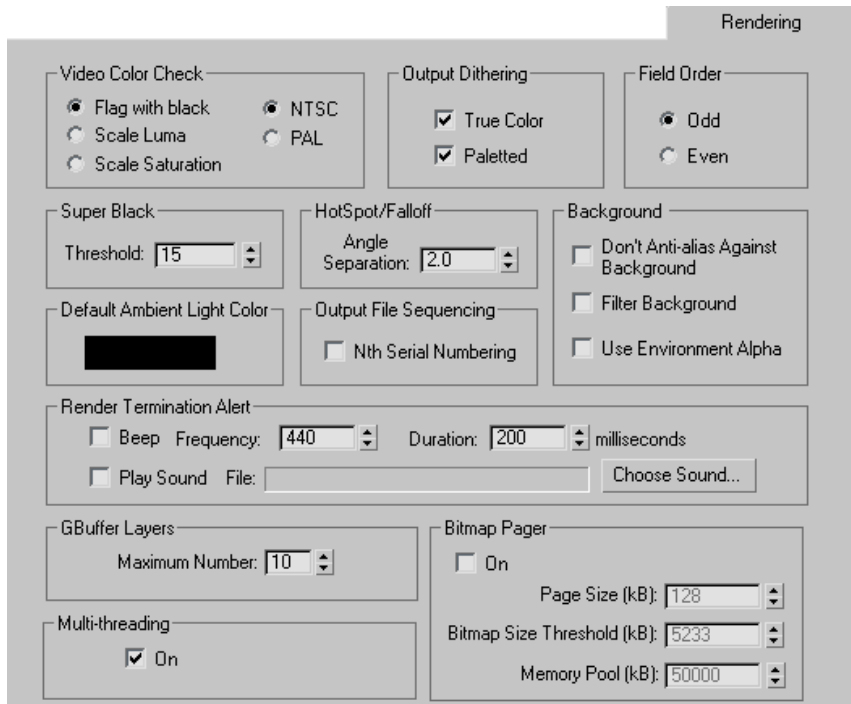 Rendering
Video Color Check
Flag with black
NTSC
Scale Luma
PAL
Scale Saturation
Output Dithering
True Color
Paletted
Field Order
Odd
Even
Super Black
Threshold: 15
HotSpot/Falloff
Angle
Separation: 2.0
Background
Don't Anti-alias Against
Background
Filter Background
Use Environment Alpha
Default Ambient Light Color
Output File Sequencing
Nth Serial Numbering
Render Termination Alert
Beep Frequency: 440 Duration: 200 milliseconds
Play Sound File: Choose Sound...
GBuffer Layers
Maximum Number: 10
Bitmap Pager
On
Page Size (kB): 128
Bitmap Size Threshold (kB): 5233
Memory Pool (kB): 50000
Multi-threading
On